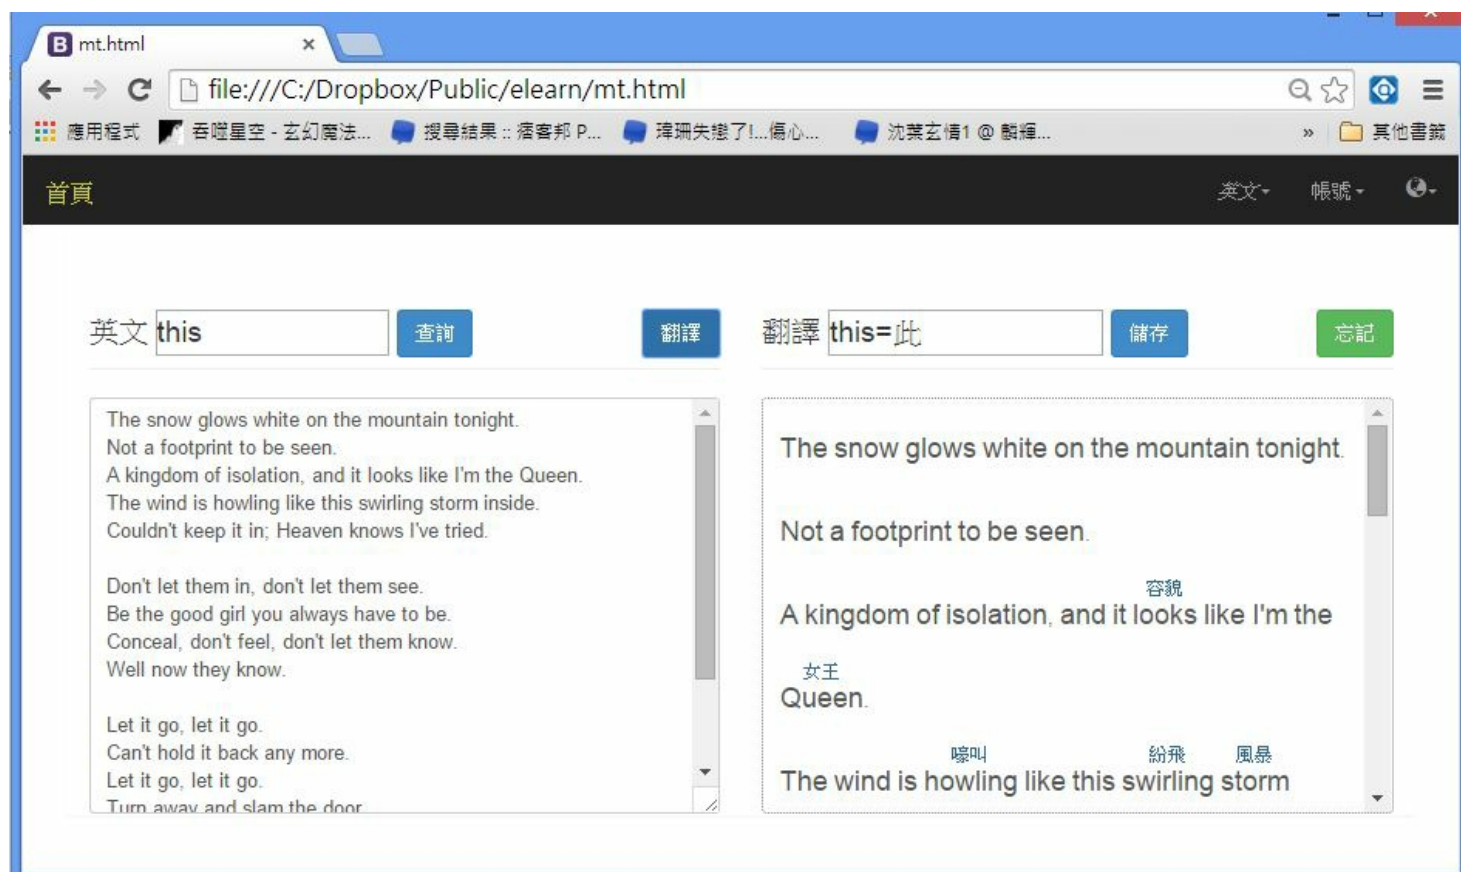 mt.html
file:///C:/Dropbox/Public/elearn/mt.html
應用程式 吞噬星空 - 玄幻魔法... 搜尋結果 :: 痞客邦 P... 瑋珊失戀了!...傷心... 沈葉玄情1 @ 麟輝... » 其他書籤
首頁 英文 帳號
英文 this 查詢 翻譯
The snow glows white on the mountain tonight.
Not a footprint to be seen.
A kingdom of isolation, and it looks like I'm the Queen.
The wind is howling like this swirling storm inside.
Couldn't keep it in; Heaven knows I've tried.
Don't let them in, don't let them see.
Be the good girl you always have to be.
Conceal, don't feel, don't let them know.
Well now they know.
Let it go, let it go.
Can't hold it back any more.
Let it go, let it go.
Turn away and slam the door
翻譯 this=此 儲存 忘記
The snow glows white on the mountain tonight.
Not a footprint to be seen.
容貌
A kingdom of isolation, and it looks like I'm the
女王
Queen.
嚎叫 紛飛 風暴
The wind is howling like this swirling storm